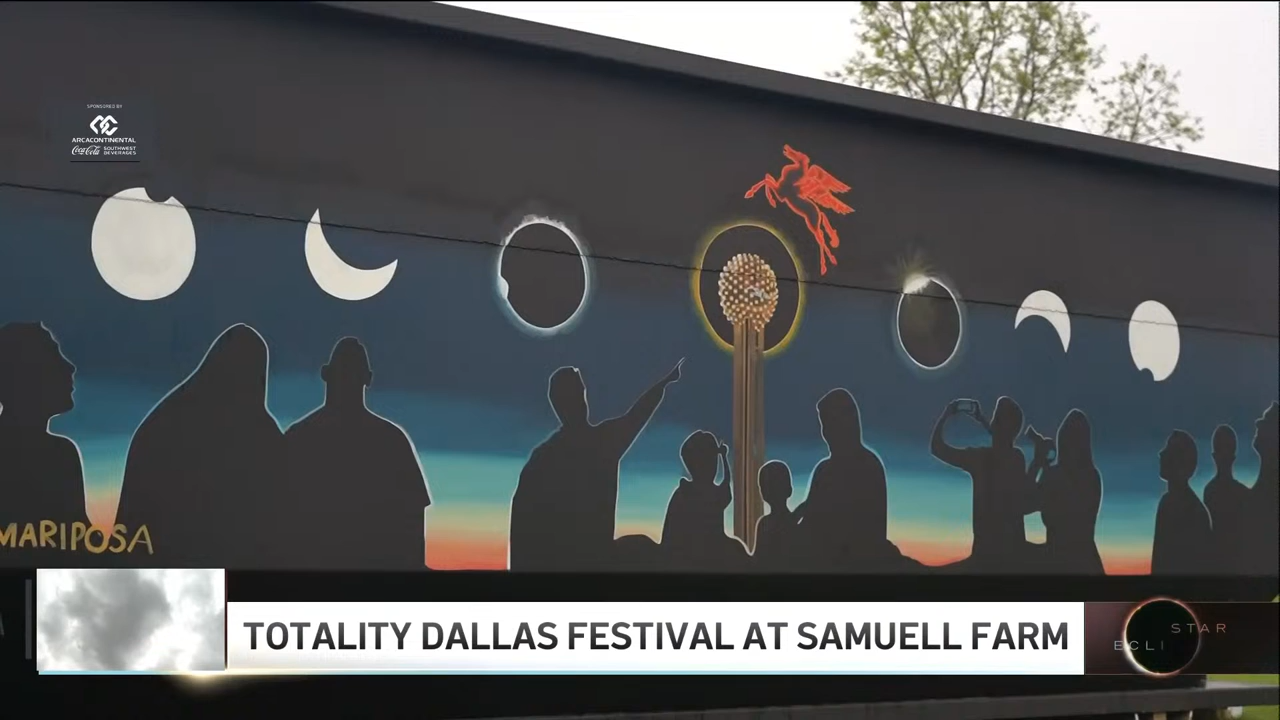 SPONSORED BY
ARCACONTINENTAL
Coca-Cola SOUTHWEST
BEVERAGES
MARIPOSA
TOTALITY DALLAS FESTIVAL AT SAMUELL FARM
STAR
ECLI